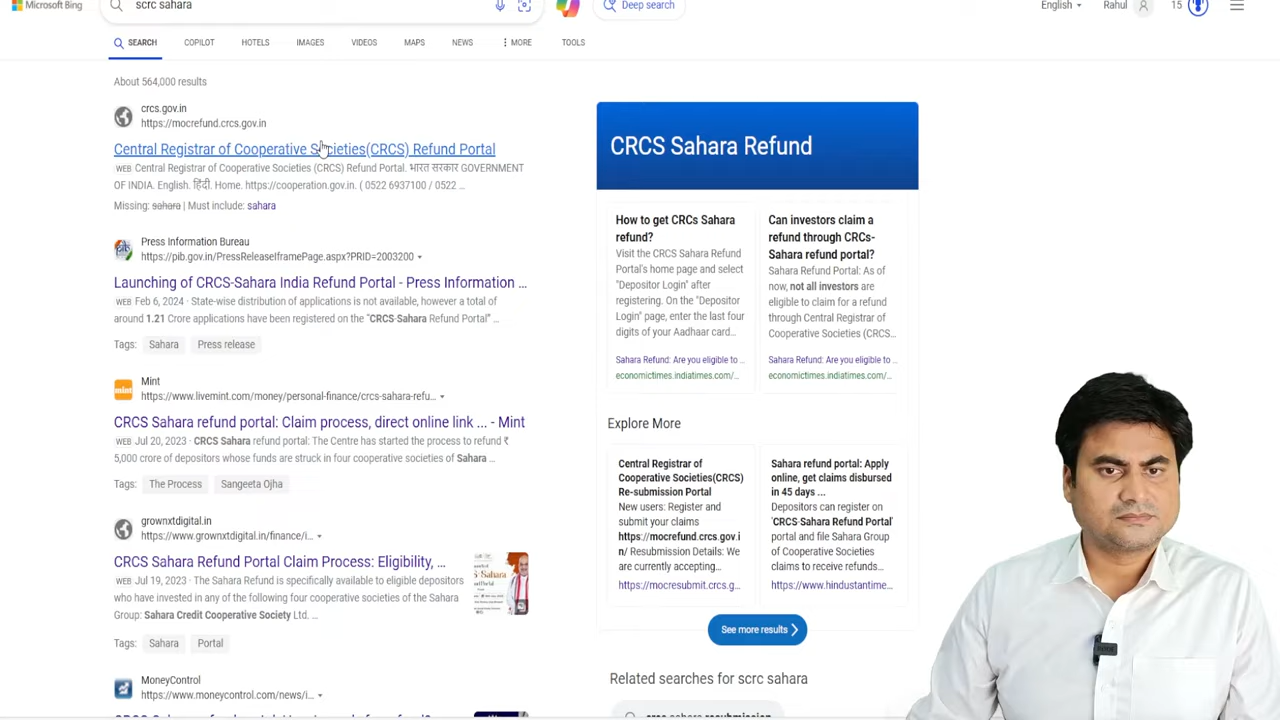 Microsoft Bing
scrc sahara
Deep search
English
Rahul
15
SEARCH
COPILOT
HOTELS
IMAGES
VIDEOS
MAPS
NEWS
MORE
TOOLS
About 564,000 results
crcs.gov.in
https://mocrefund.crcs.gov.in
Central Registrar of Cooperative Societies(CRCS) Refund Portal
WEB Central Registrar of Cooperative Societies (CRCS) Refund Portal. भारत सरकार GOVERNMENT
OF INDIA. English. हिंदी. Home. https://cooperation.gov.in. ( 0522 6937100 / 0522 ...
Missing: sahara | Must include: sahara
Press Information Bureau
https://pib.gov.in/PressReleaseIframePage.aspx?PRID=2003200
Launching of CRCS-Sahara India Refund Portal - Press Information ...
WEB Feb 6, 2024 · State-wise distribution of applications is not available, however a total of
around 1.21 Crore applications have been registered on the "CRCS-Sahara Refund Portal" ...
Tags: Sahara Press release
Mint
mint
https://www.livemint.com/money/personal-finance/crcs-sahara-refu...
CRCS Sahara refund portal: Claim process, direct online link ... - Mint
WEB Jul 20, 2023 · CRCS Sahara refund portal: The Centre has started the process to refund ₹
5,000 crore of depositors whose funds are struck in four cooperative societies of Sahara ...
Tags: The Process Sangeeta Ojha
grownxtdigital.in
https://www.grownxtdigital.in/finance/i...
CRCS Sahara Refund Portal Claim Process: Eligibility, ...
WEB Jul 19, 2023 · The Sahara Refund is specifically available to eligible depositors
who have invested in any of the following four cooperative societies of the Sahara
Group: Sahara Credit Cooperative Society Ltd. ...
Tags: Sahara Portal
MoneyControl
https://www.moneycontrol.com/news/i...
CRCS Sahara Refund
How to get CRCs Sahara
refund?
Visit the CRCS Sahara Refund
Portal's home page and select
"Depositor Login" after
registering. On the "Depositor
Login" page, enter the last four
digits of your Aadhaar card...
Sahara Refund: Are you eligible to ...
economictimes.indiatimes.com/...
Can investors claim a
refund through CRCs-
Sahara refund portal?
Sahara Refund Portal: As of
now, not all investors are
eligible to claim for a refund
through Central Registrar of
Cooperative Societies (CRCS...
Sahara Refund: Are you eligible to ...
economictimes.indiatimes.com/...
Explore More
Central Registrar of
Cooperative Societies(CRCS)
Re-submission Portal
New users: Register and
submit your claims
https://mocrefund.crcs.gov.i
n/ Resubmission Details: We
are currently accepting...
https://mocresubmit.crcs.g...
Sahara refund portal: Apply
online, get claims disbursed
in 45 days ...
Depositors can register on
'CRCS-Sahara Refund Portal'
portal and file Sahara Group
of Cooperative Societies
claims to receive refunds...
https://www.hindustantime...
See more results
Related searches for scrc sahara
crcs sahara resubmission